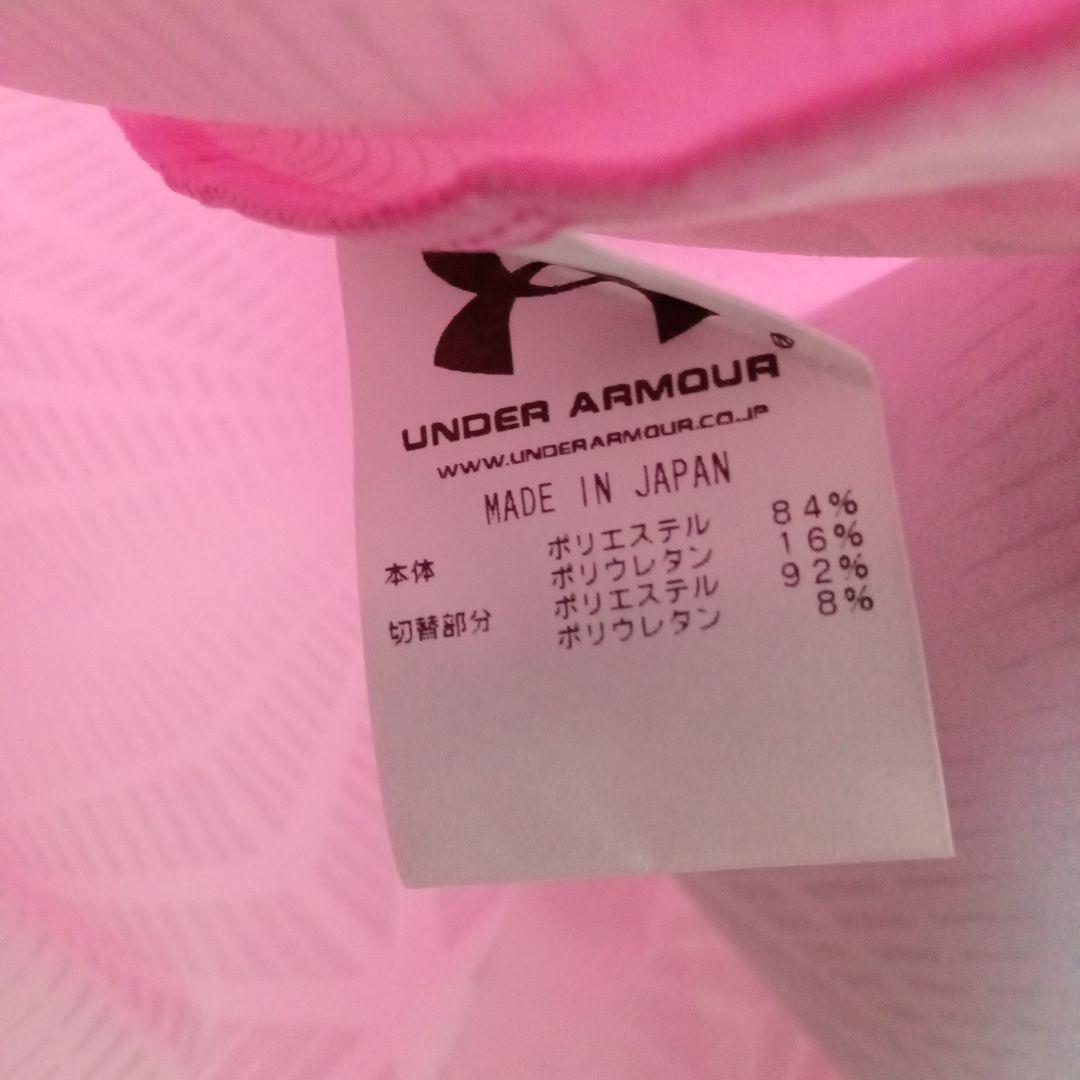 UNDER ARMOUR®
WWW.UNDERARMOUR.CO.JP
MADE IN JAPAN
本体 ポリエステル 84%
ポリウレタン 16%
切替部分 ポリエステル 92%
ポリウレタン 8%